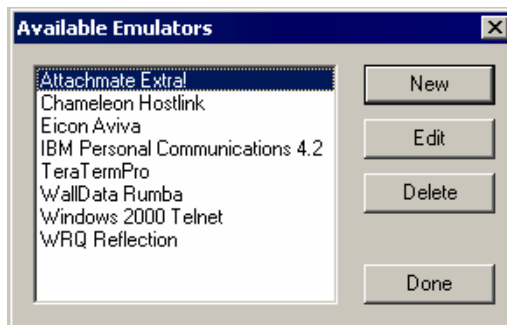 Available Emulators
Attachmate Extra!
Chameleon Hostlink
Eicon Aviva
IBM Personal Communications 4.2
TeraTermPro
WallData Rumba
Windows 2000 Telnet
WRQ Reflection
New
Edit
Delete
Done